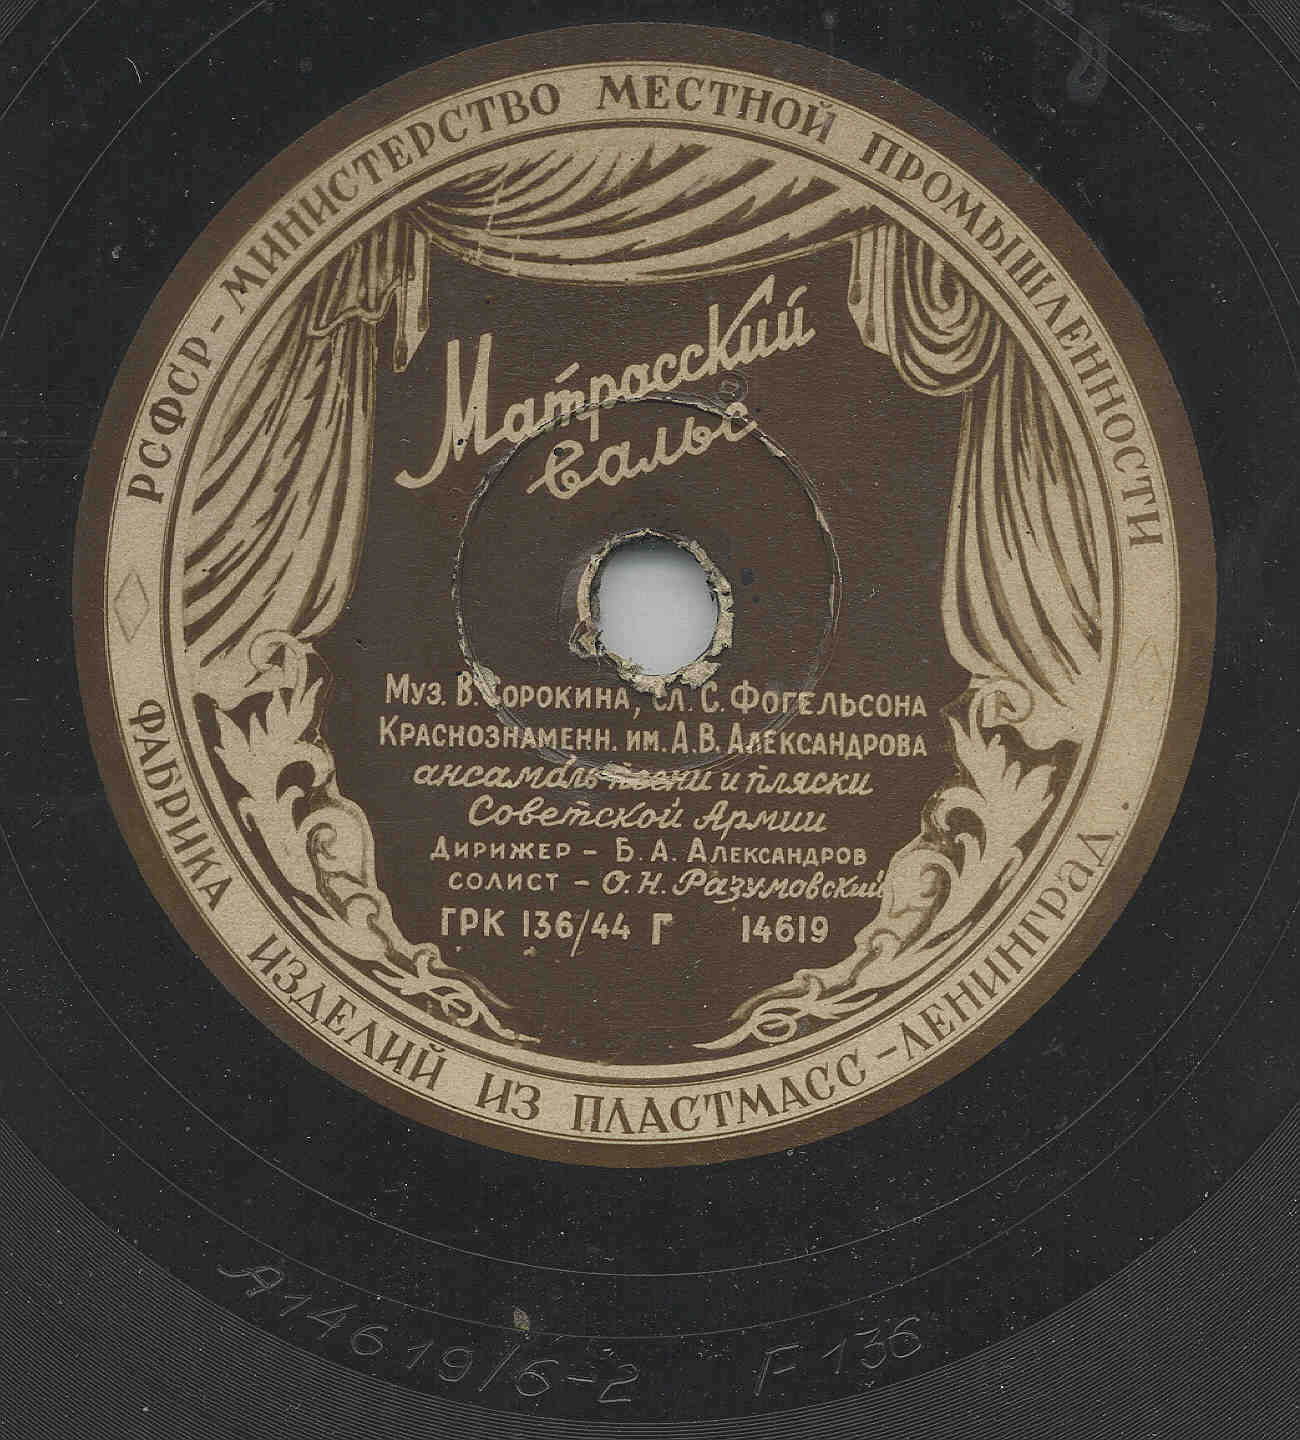 РСФСР - МИНИСТЕРСТВО МЕСТНОЙ ПРОМЫШЛЕННОСТИ
Матросский
вальс
Муз. В. Сорокина, сл. С. Фогельсона
Краснознаменн. им. А.В. Александрова
ансамбль песни и пляски
Советской Армии
Дирижер - Б. А. Александров
солист - О. Н. Разумовский
ГРК 136/44 Г 14619
ФАБРИКА ИЗДЕЛИЙ ИЗ ПЛАСТМАСС - ЛЕНИНГРАД
А14619/6-2 F 136